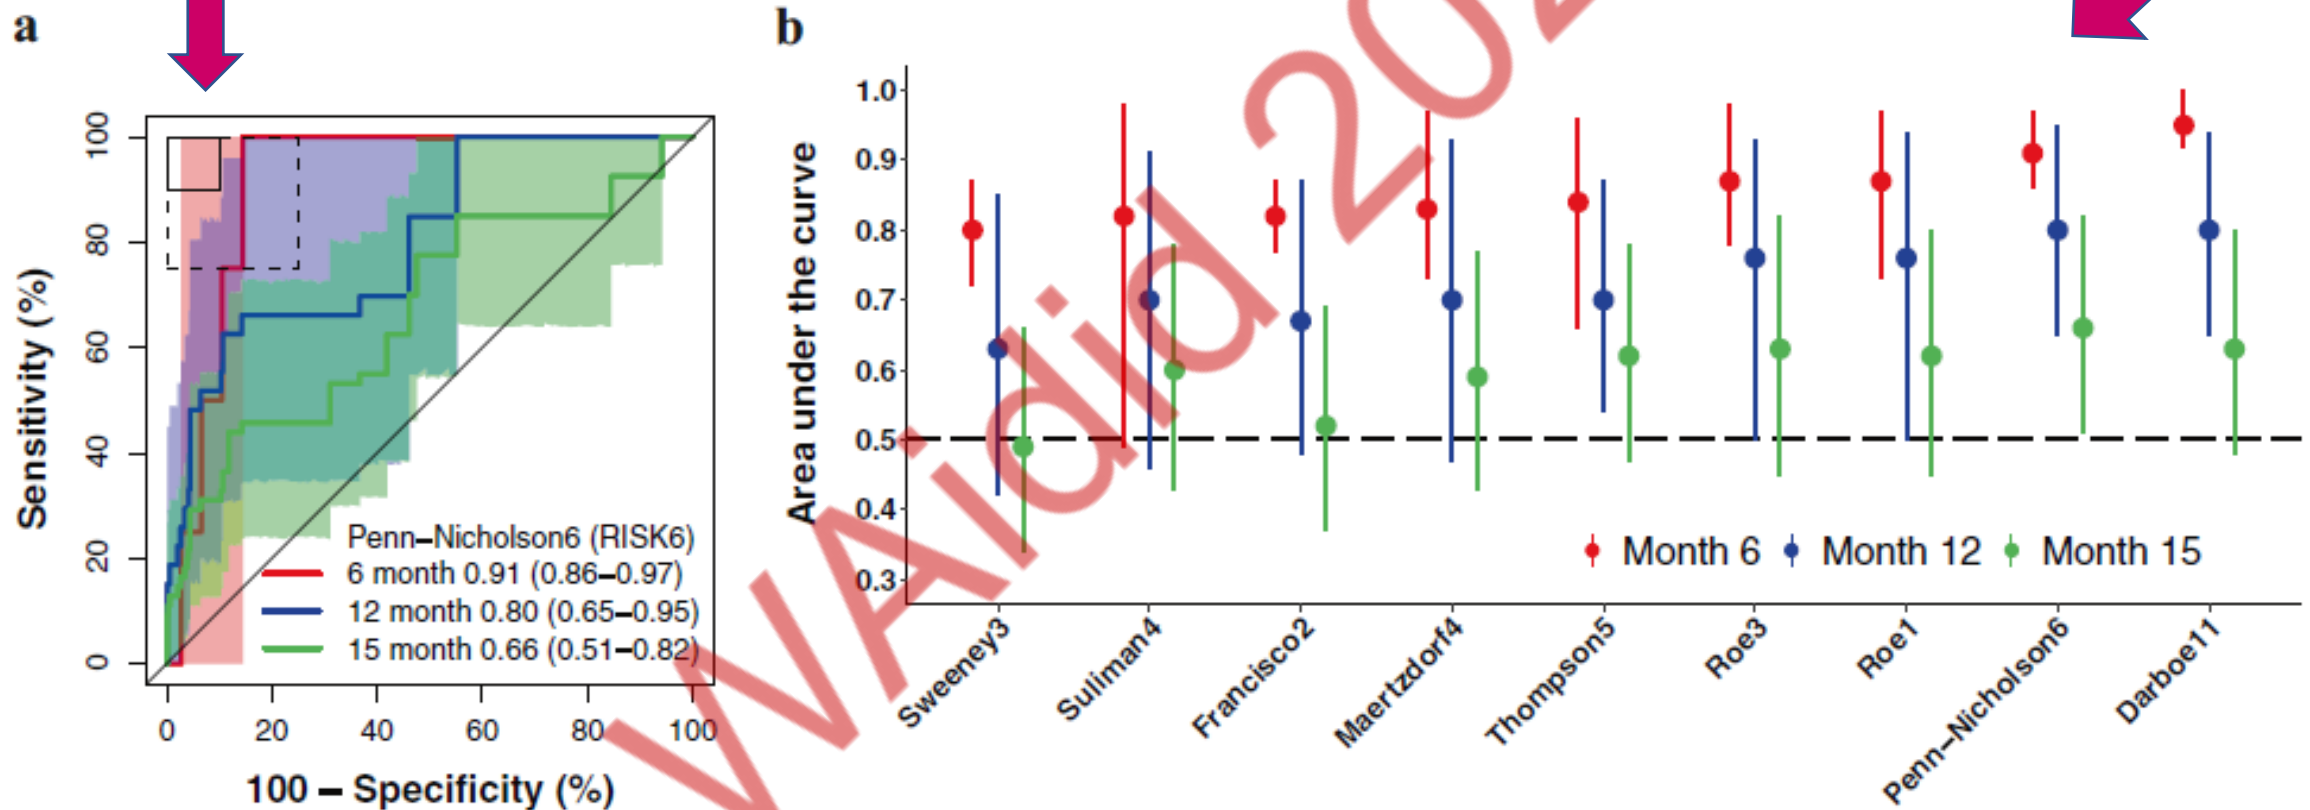 a
Sensitivity (%)
100
80
60
40
20
0
Penn–Nicholson6 (RISK6)
6 month 0.91 (0.86–0.97)
12 month 0.80 (0.65–0.95)
15 month 0.66 (0.51–0.82)
0 20 40 60 80 100
100 – Specificity (%)
b
Area under the curve
1.0
0.9
0.8
0.7
0.6
0.5
0.4
0.3
Month 6 Month 12 Month 15
Sweeney3
Suliman4
Francisco2
Maertzdorf4
Thompson5
Roe3
Roe1
Penn–Nicholson6
Darboe11
WAidid 20